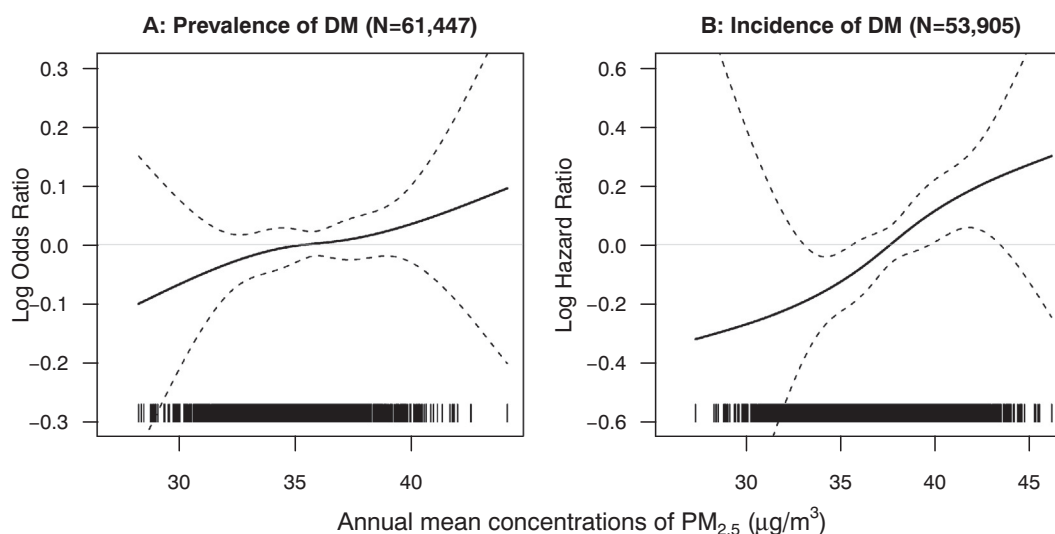 A: Prevalence of DM (N=61,447)
Log Odds Ratio
0.3
0.2
0.1
0.0
−0.1
−0.2
−0.3
30 35 40
B: Incidence of DM (N=53,905)
Log Hazard Ratio
0.6
0.4
0.2
0.0
−0.2
−0.4
−0.6
30 35 40 45
Annual mean concentrations of PM2.5 (μg/m³)